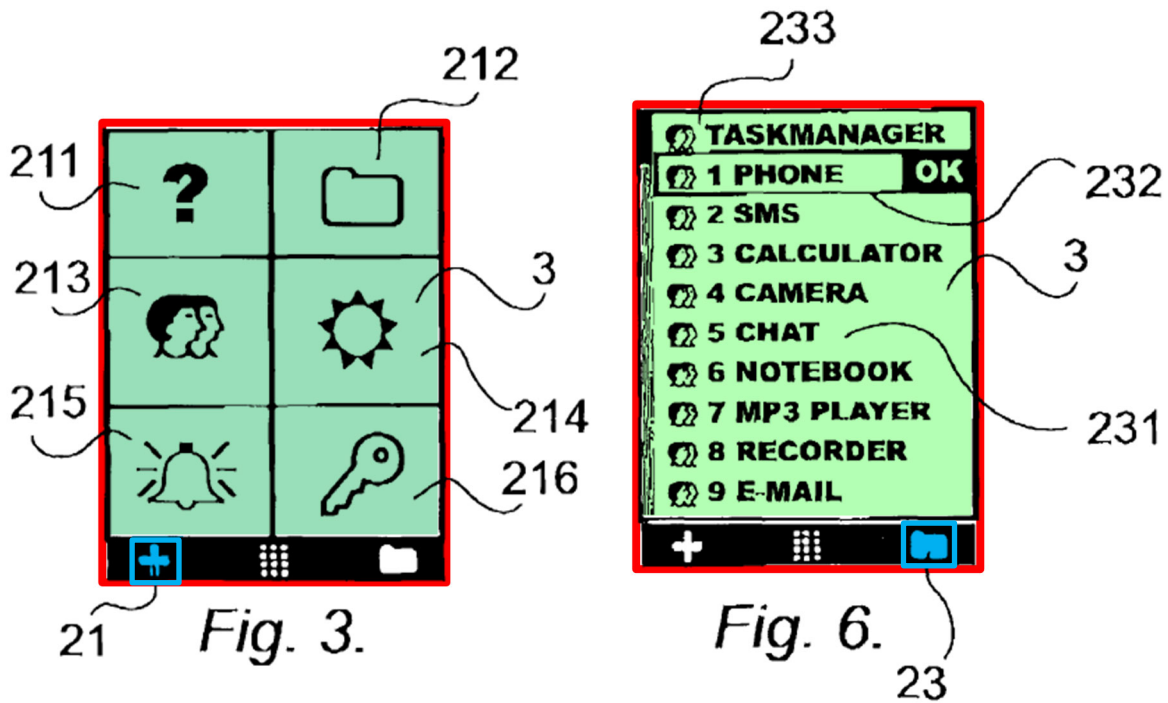 233
212
211
?
TASKMANAGER
1 PHONE OK
232
2 SMS
213
3
3 CALCULATOR
3
4 CAMERA
5 CHAT
6 NOTEBOOK
215
214
7 MP3 PLAYER
231
216
8 RECORDER
9 E-MAIL
21
Fig. 3.
Fig. 6.
23